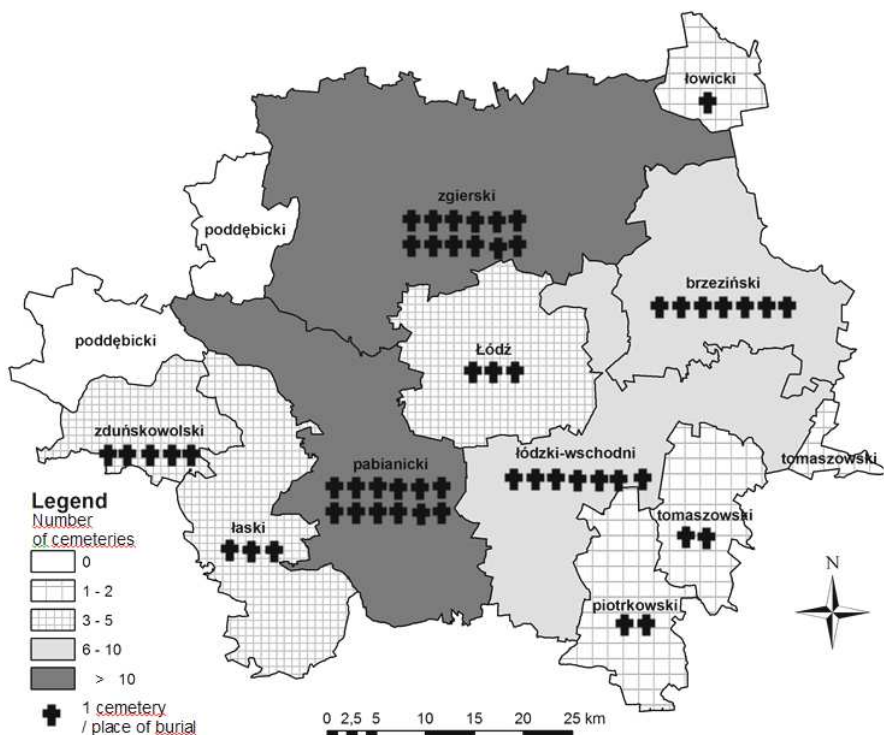 łowicki
zgierski
poddębicki
brzeziński
poddębicki
Łódź
zduńskowolski
łódzki-wschodni
tomaszowski
pabianicki
łaski
tomaszowski
piotrkowski
Legend
Number
of cemeteries
0
1 - 2
3 - 5
6 - 10
> 10
1 cemetery
/ place of burial
N
0 2,5 5 10 15 20 25 km